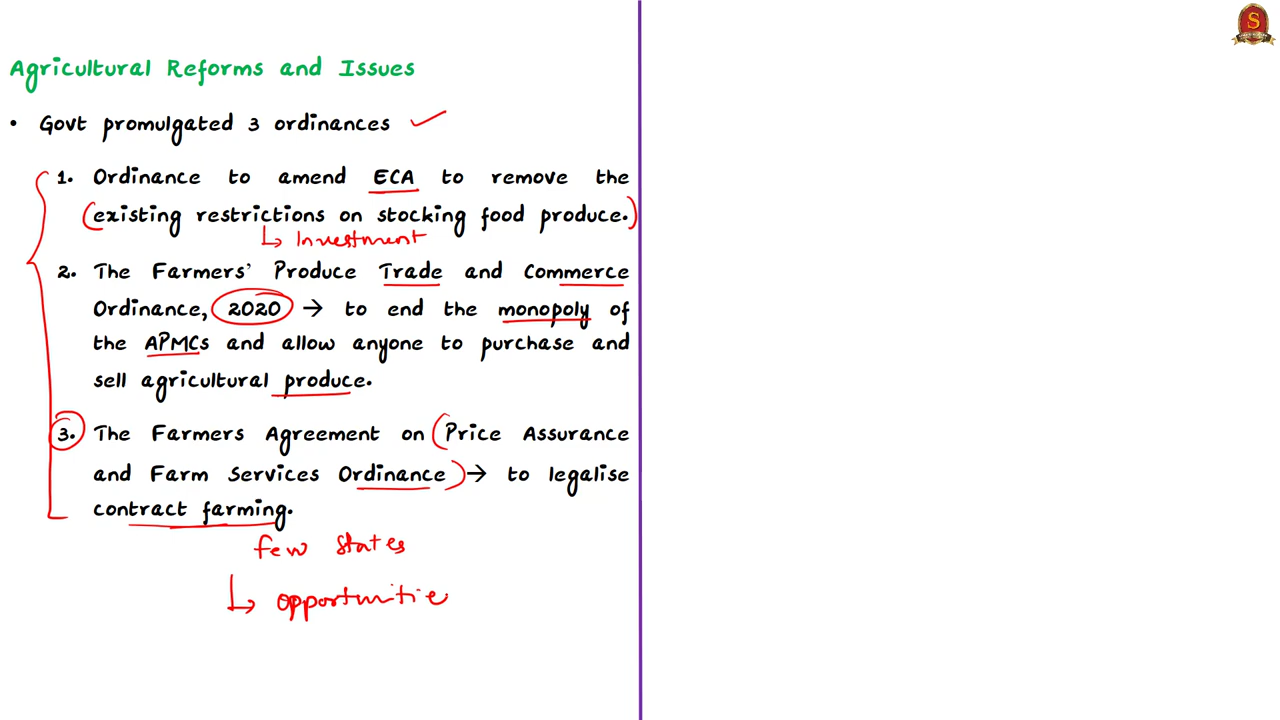 Agricultural Reforms and Issues
• Govt promulgated 3 ordinances
1. Ordinance to amend ECA to remove the
(existing restrictions on stocking food produce.)
↳ Investment
2. The Farmers' Produce Trade and Commerce
Ordinance, 2020 → to end the monopoly of
the APMCs and allow anyone to purchase and
sell agricultural produce.
3. The Farmers Agreement on (Price Assurance
and Farm Services Ordinance) → to legalise
contract farming.
few states
↳ opportunitie
S